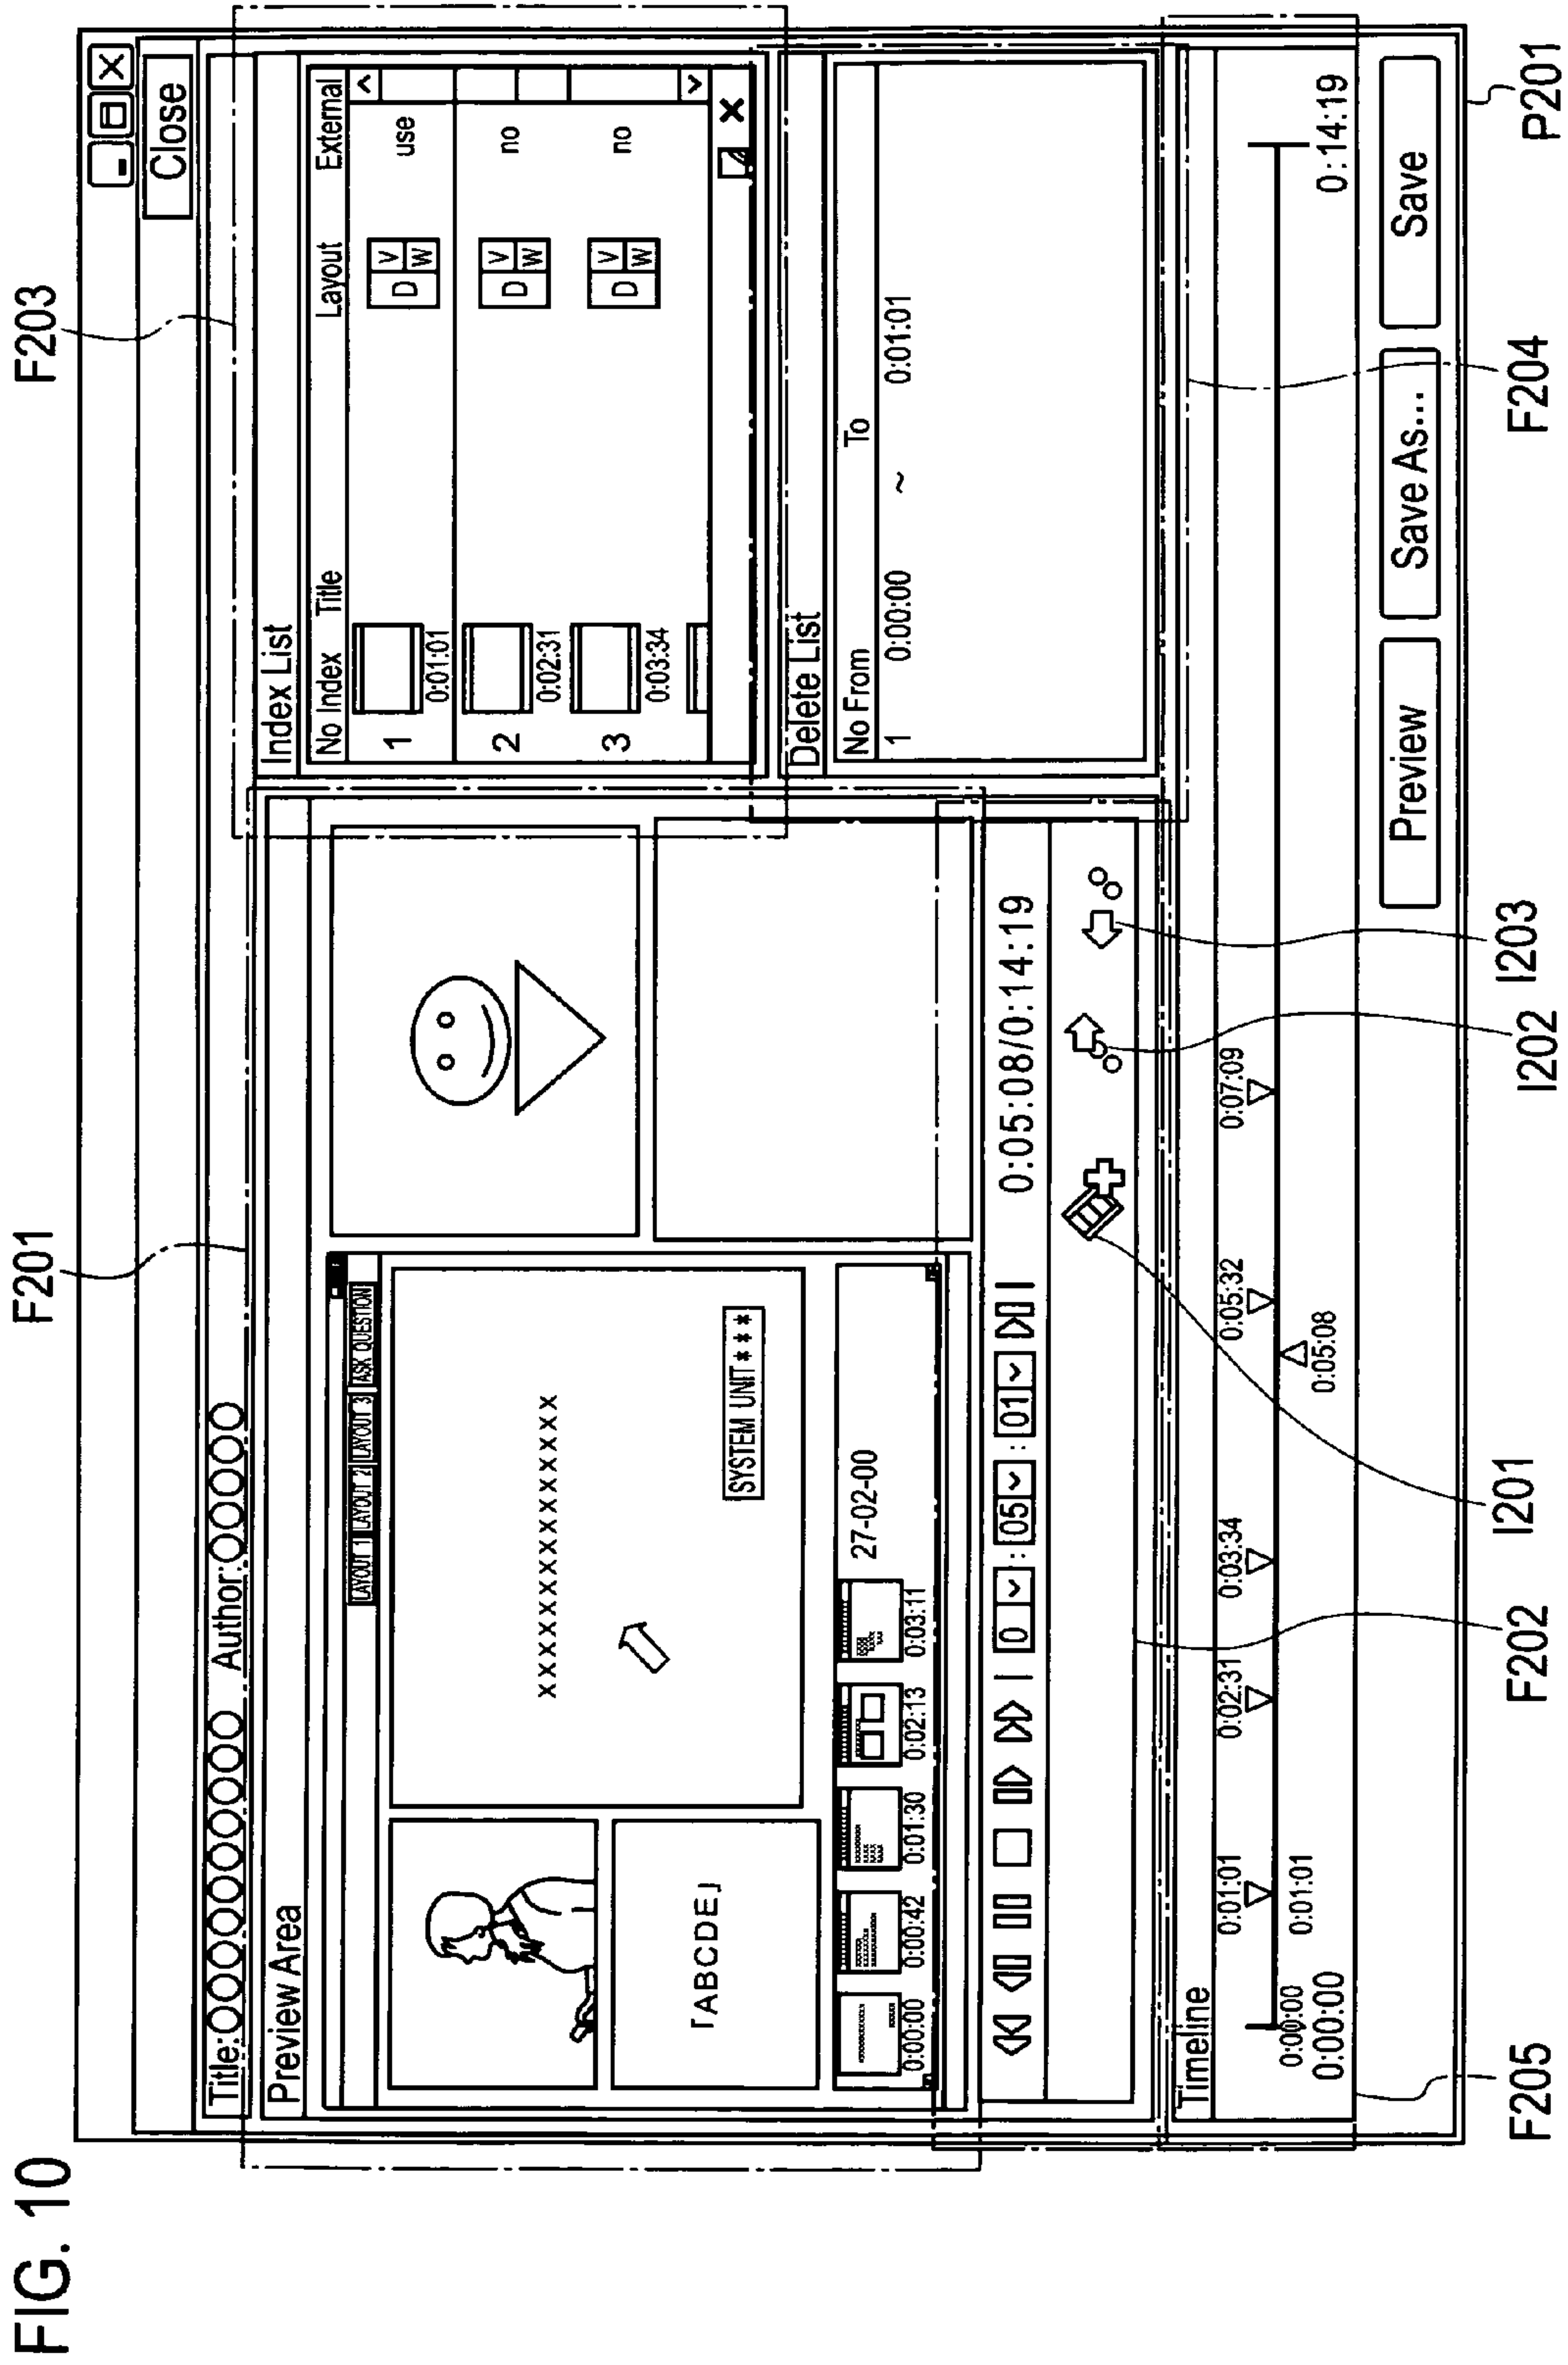 FIG. 10
F201
F203
Close
Title:○○○○○○○○○○ Author:○○○○○
Preview Area
LAYOUT 1 LAYOUT 2 LAYOUT 3 ASK QUESTION
「ABCDE」
xxxxxxxxxxxxxxxxx
SYSTEM UNIT***
27-02-00
0:00:00 0:00:42 0:01:30 0:02:13 0:03:11
0 : 05 : 01
0:05:08/0:14:19
Index List
No Index Title Layout External
1 0:01:01 D V W use
2 0:02:31 D V W no
3 0:03:34 D V W no
Delete List
No From To
1 0:00:00 ~ 0:01:01
Timeline
0:01:01 0:02:31 0:03:34 0:05:32 0:07:09
0:00:00 0:01:01 0:05:08
0:00:00 0:14:19
Preview Save As... Save
F205 F202 I201 I202 I203 F204 P201